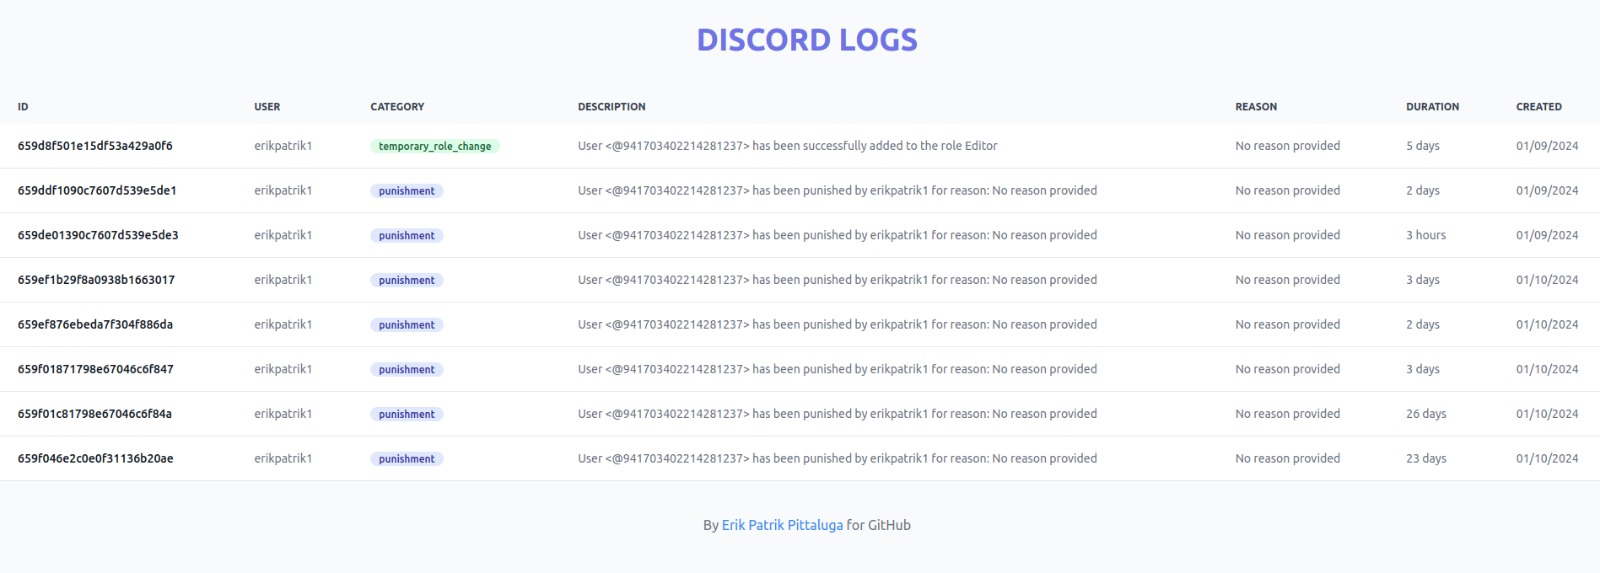 DISCORD LOGS
ID USER CATEGORY DESCRIPTION REASON DURATION CREATED
659d8f501e15df53a429a0f6 erikpatrik1 temporary_role_change User <@941703402214281237> has been successfully added to the role Editor No reason provided 5 days 01/09/2024
659ddf1090c7607d539e5de1 erikpatrik1 punishment User <@941703402214281237> has been punished by erikpatrik1 for reason: No reason provided No reason provided 2 days 01/09/2024
659de01390c7607d539e5de3 erikpatrik1 punishment User <@941703402214281237> has been punished by erikpatrik1 for reason: No reason provided No reason provided 3 hours 01/09/2024
659ef1b29f8a0938b1663017 erikpatrik1 punishment User <@941703402214281237> has been punished by erikpatrik1 for reason: No reason provided No reason provided 3 days 01/10/2024
659ef876ebeda7f304f886da erikpatrik1 punishment User <@941703402214281237> has been punished by erikpatrik1 for reason: No reason provided No reason provided 2 days 01/10/2024
659f01871798e67046c6f847 erikpatrik1 punishment User <@941703402214281237> has been punished by erikpatrik1 for reason: No reason provided No reason provided 3 days 01/10/2024
659f01c81798e67046c6f84a erikpatrik1 punishment User <@941703402214281237> has been punished by erikpatrik1 for reason: No reason provided No reason provided 26 days 01/10/2024
659f046e2c0e0f31136b20ae erikpatrik1 punishment User <@941703402214281237> has been punished by erikpatrik1 for reason: No reason provided No reason provided 23 days 01/10/2024
By Erik Patrik Pittaluga for GitHub